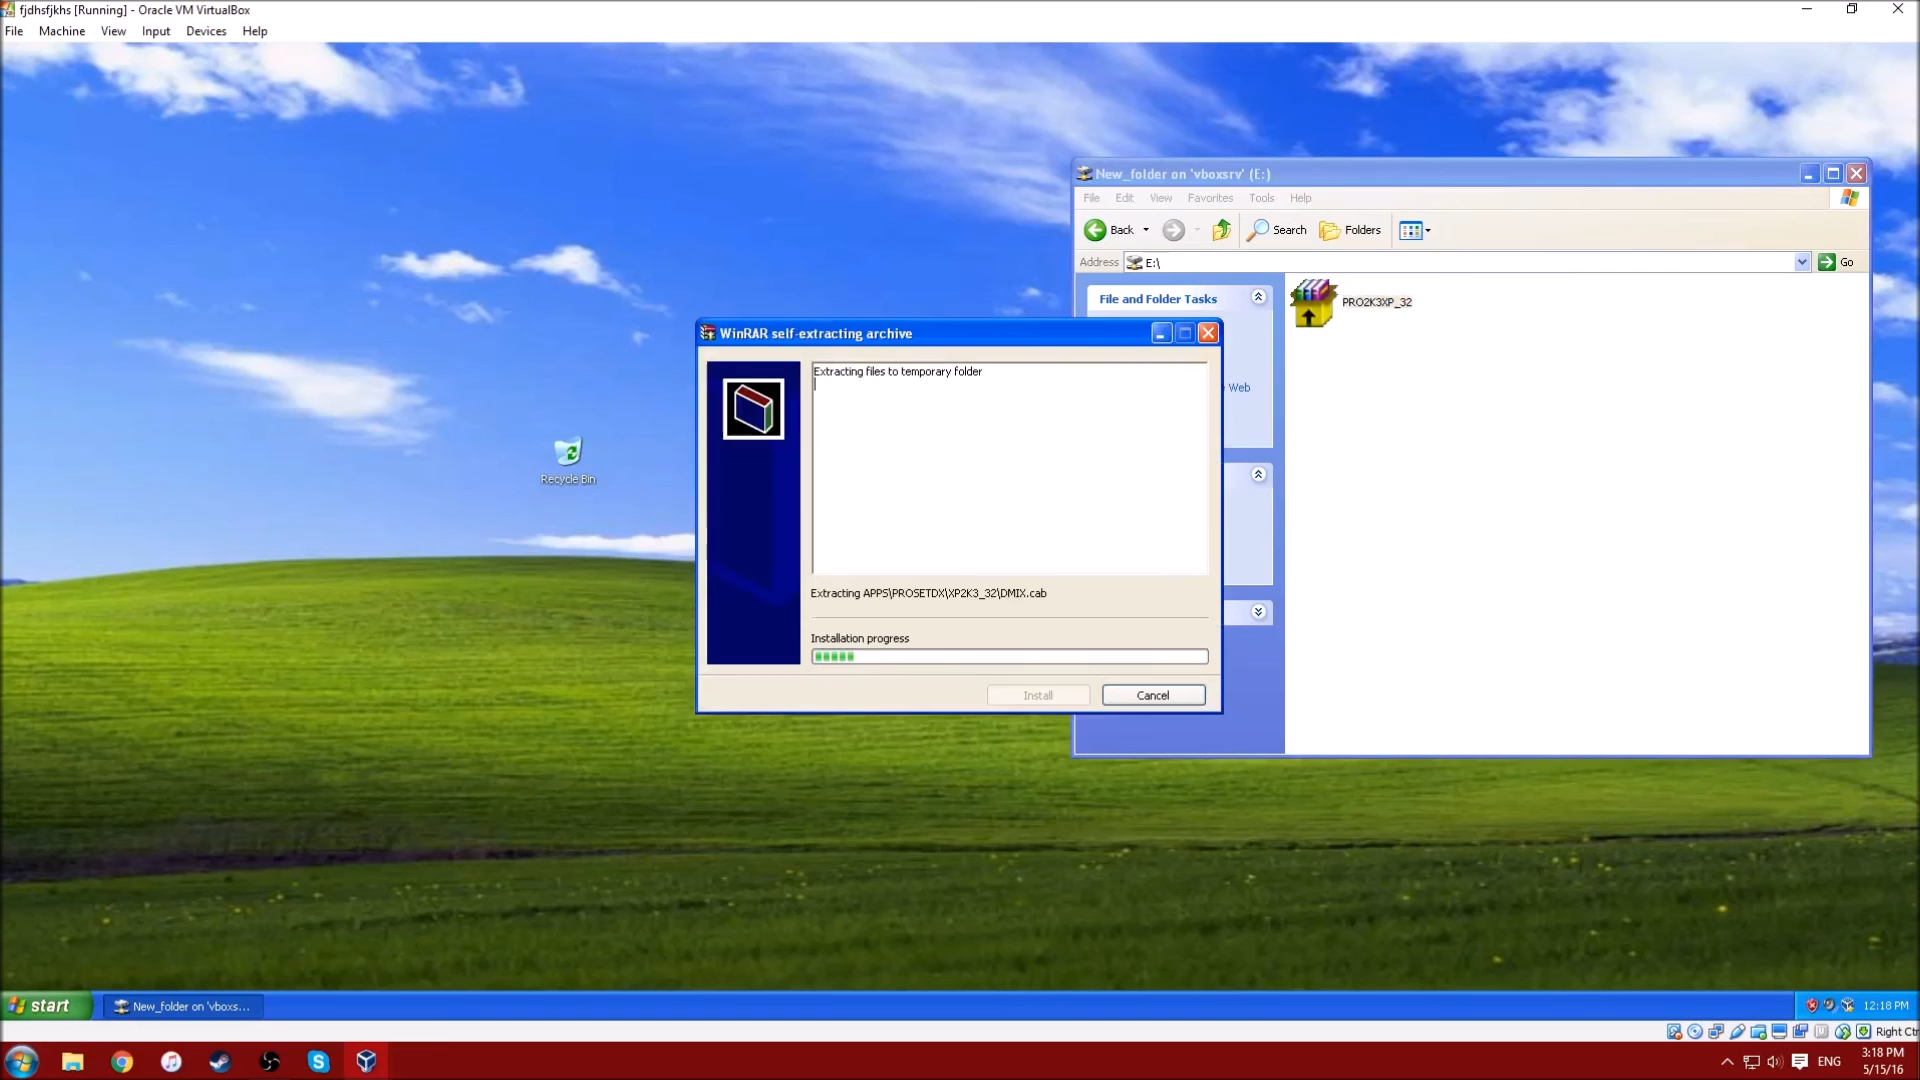 fjdhsfjkhs [Running] - Oracle VM VirtualBox
File Machine View Input Devices Help
New_folder on 'vboxsrv' (E:)
File Edit View Favorites Tools Help
Back Search Folders
Address E:\ Go
File and Folder Tasks
PRO2K3XP_32
Web
WinRAR self-extracting archive
Extracting files to temporary folder
Extracting APPS\PROSETDX\XP2K3_32\DMIX.cab
Installation progress
Install Cancel
Recycle Bin
start New_folder on 'vboxs... 12:18 PM
Right Ctrl
ENG 3:18 PM
5/15/16